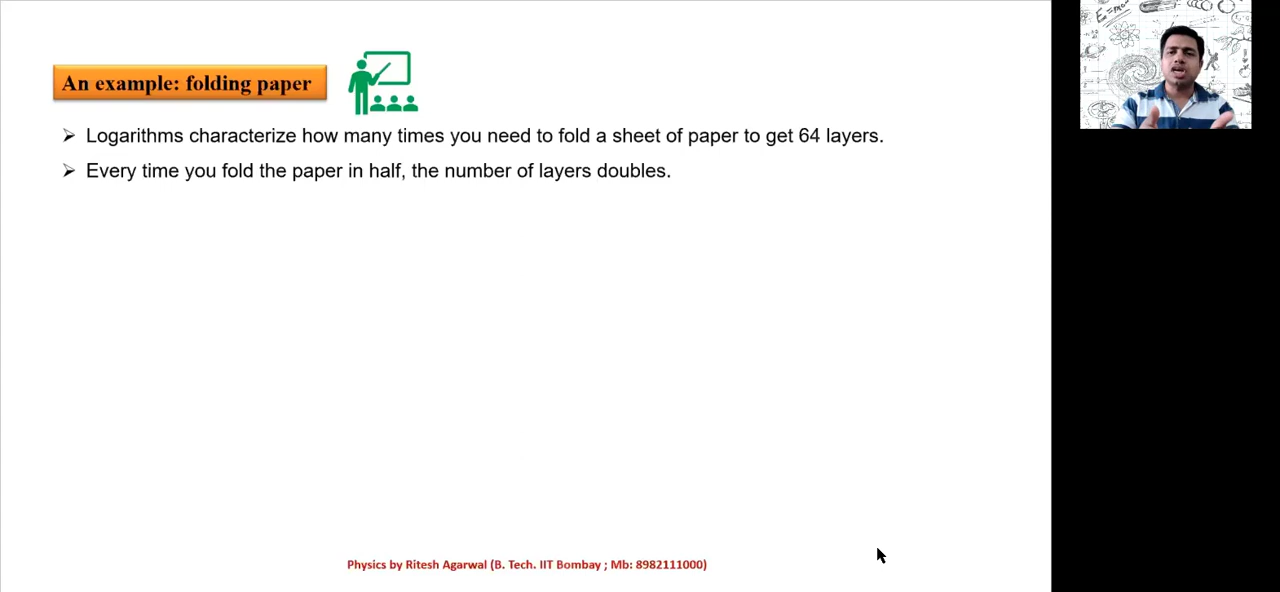 An example: folding paper
➢ Logarithms characterize how many times you need to fold a sheet of paper to get 64 layers.
➢ Every time you fold the paper in half, the number of layers doubles.
Physics by Ritesh Agarwal (B. Tech. IIT Bombay ; Mb: 8982111000)